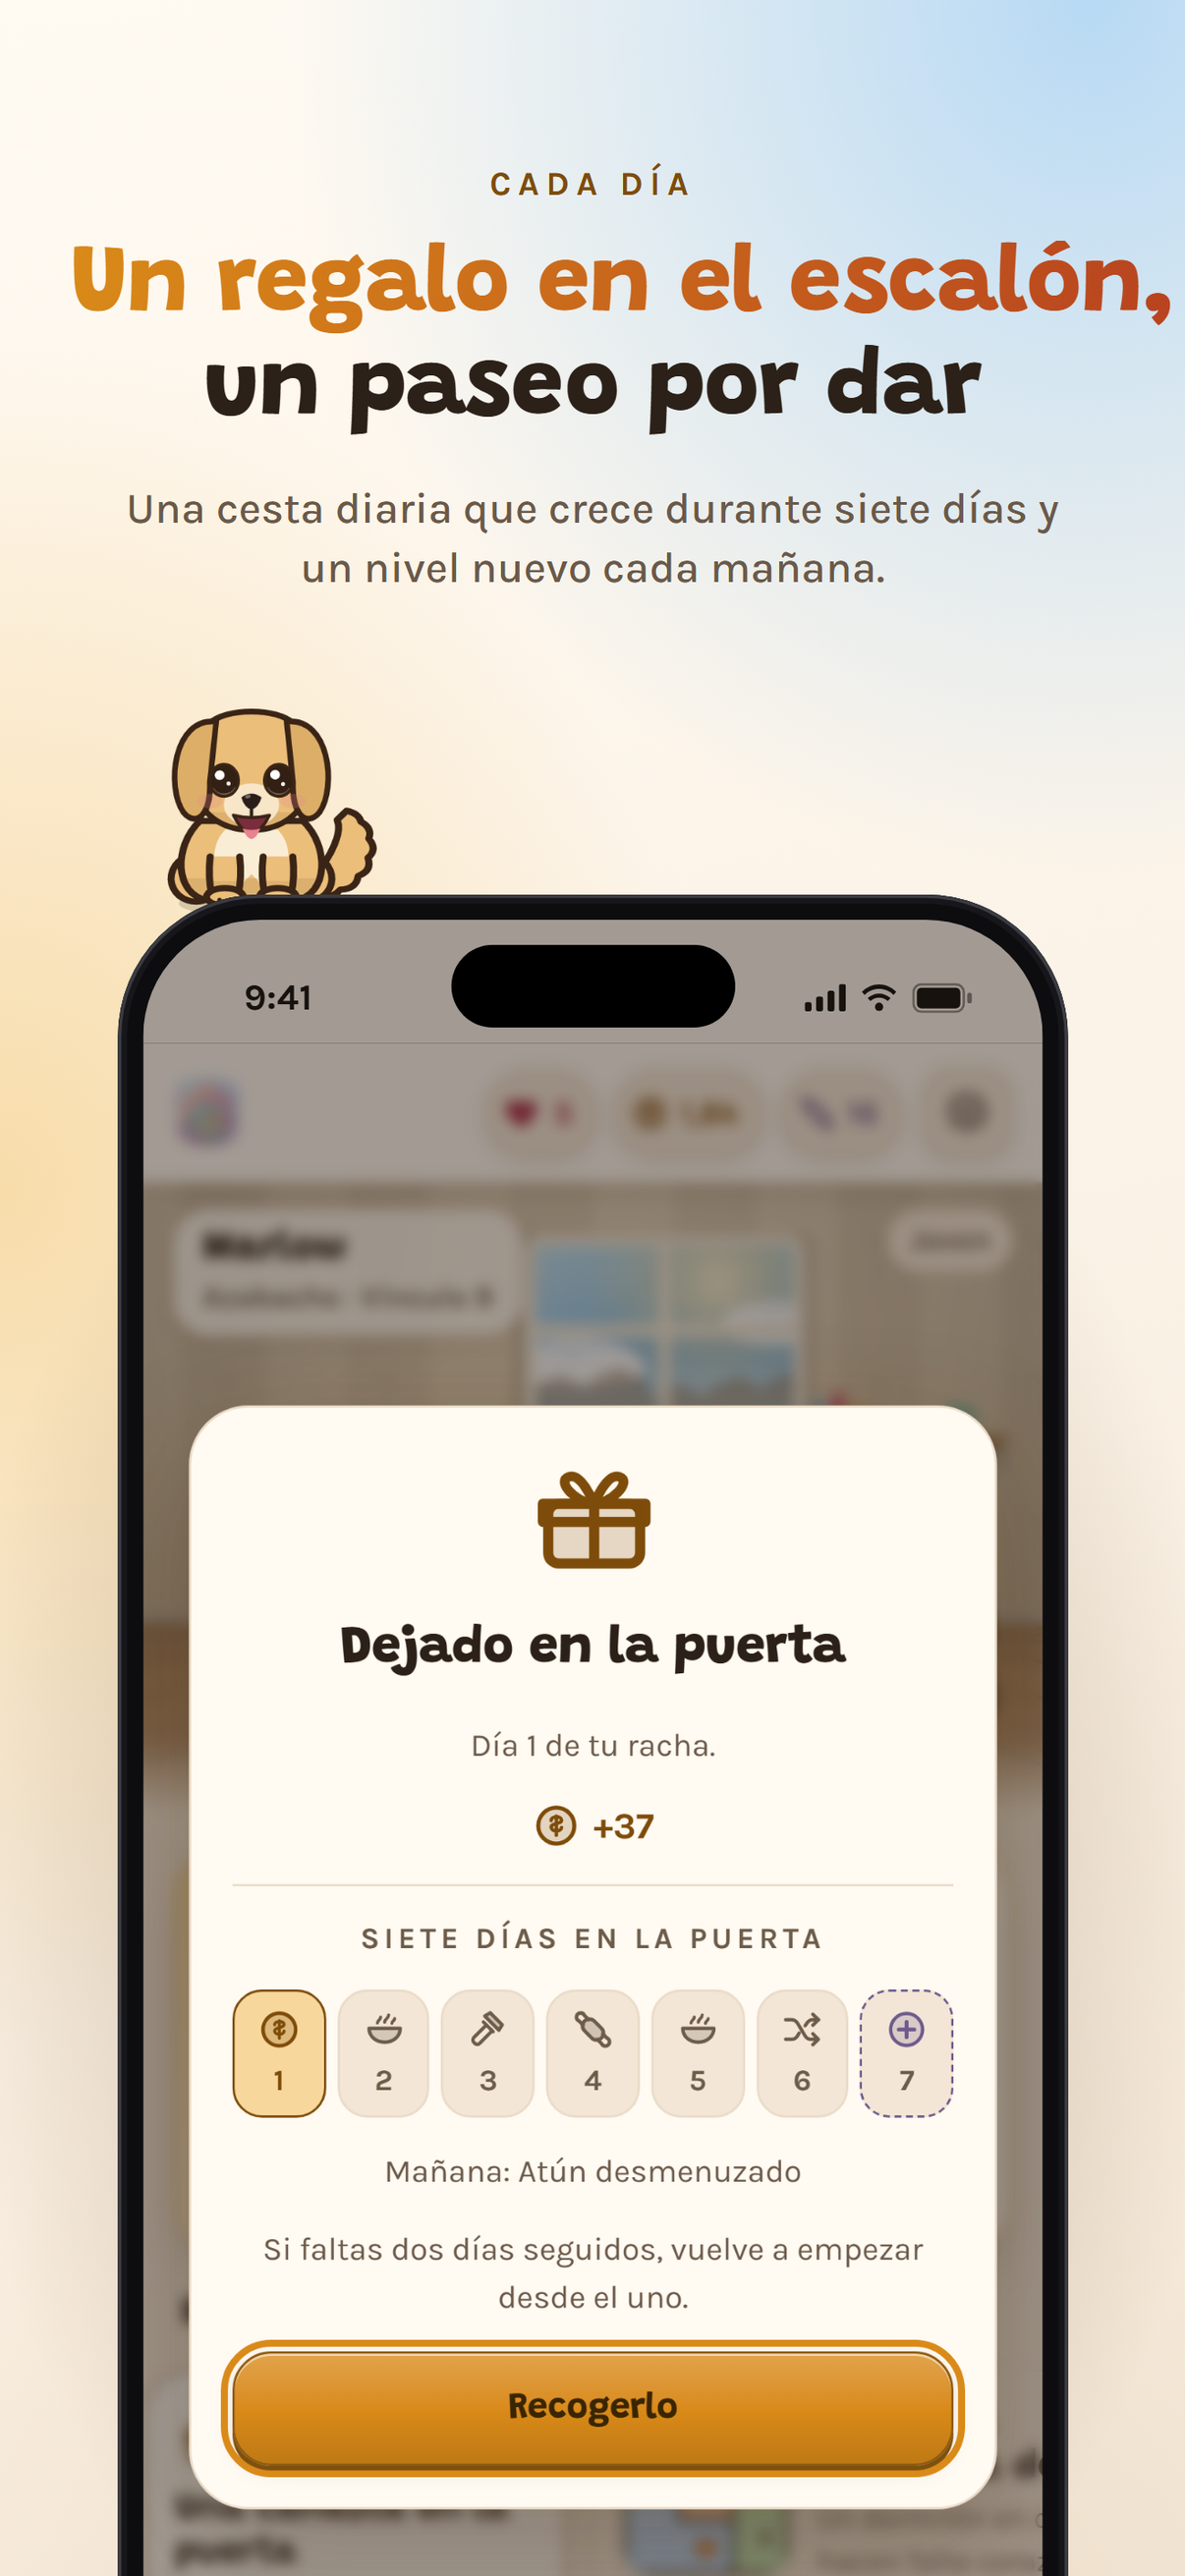 CADA DÍA
Un regalo en el escalón,
un paseo por dar
Una cesta diaria que crece durante siete días y
un nivel nuevo cada mañana.
9:41
Marlow
Dejado en la puerta
Día 1 de tu racha.
+37
SIETE DÍAS EN LA PUERTA
1 2 3 4 5 6 7
Mañana: Atún desmenuzado
Si faltas dos días seguidos, vuelve a empezar
desde el uno.
Recogerlo
puerta